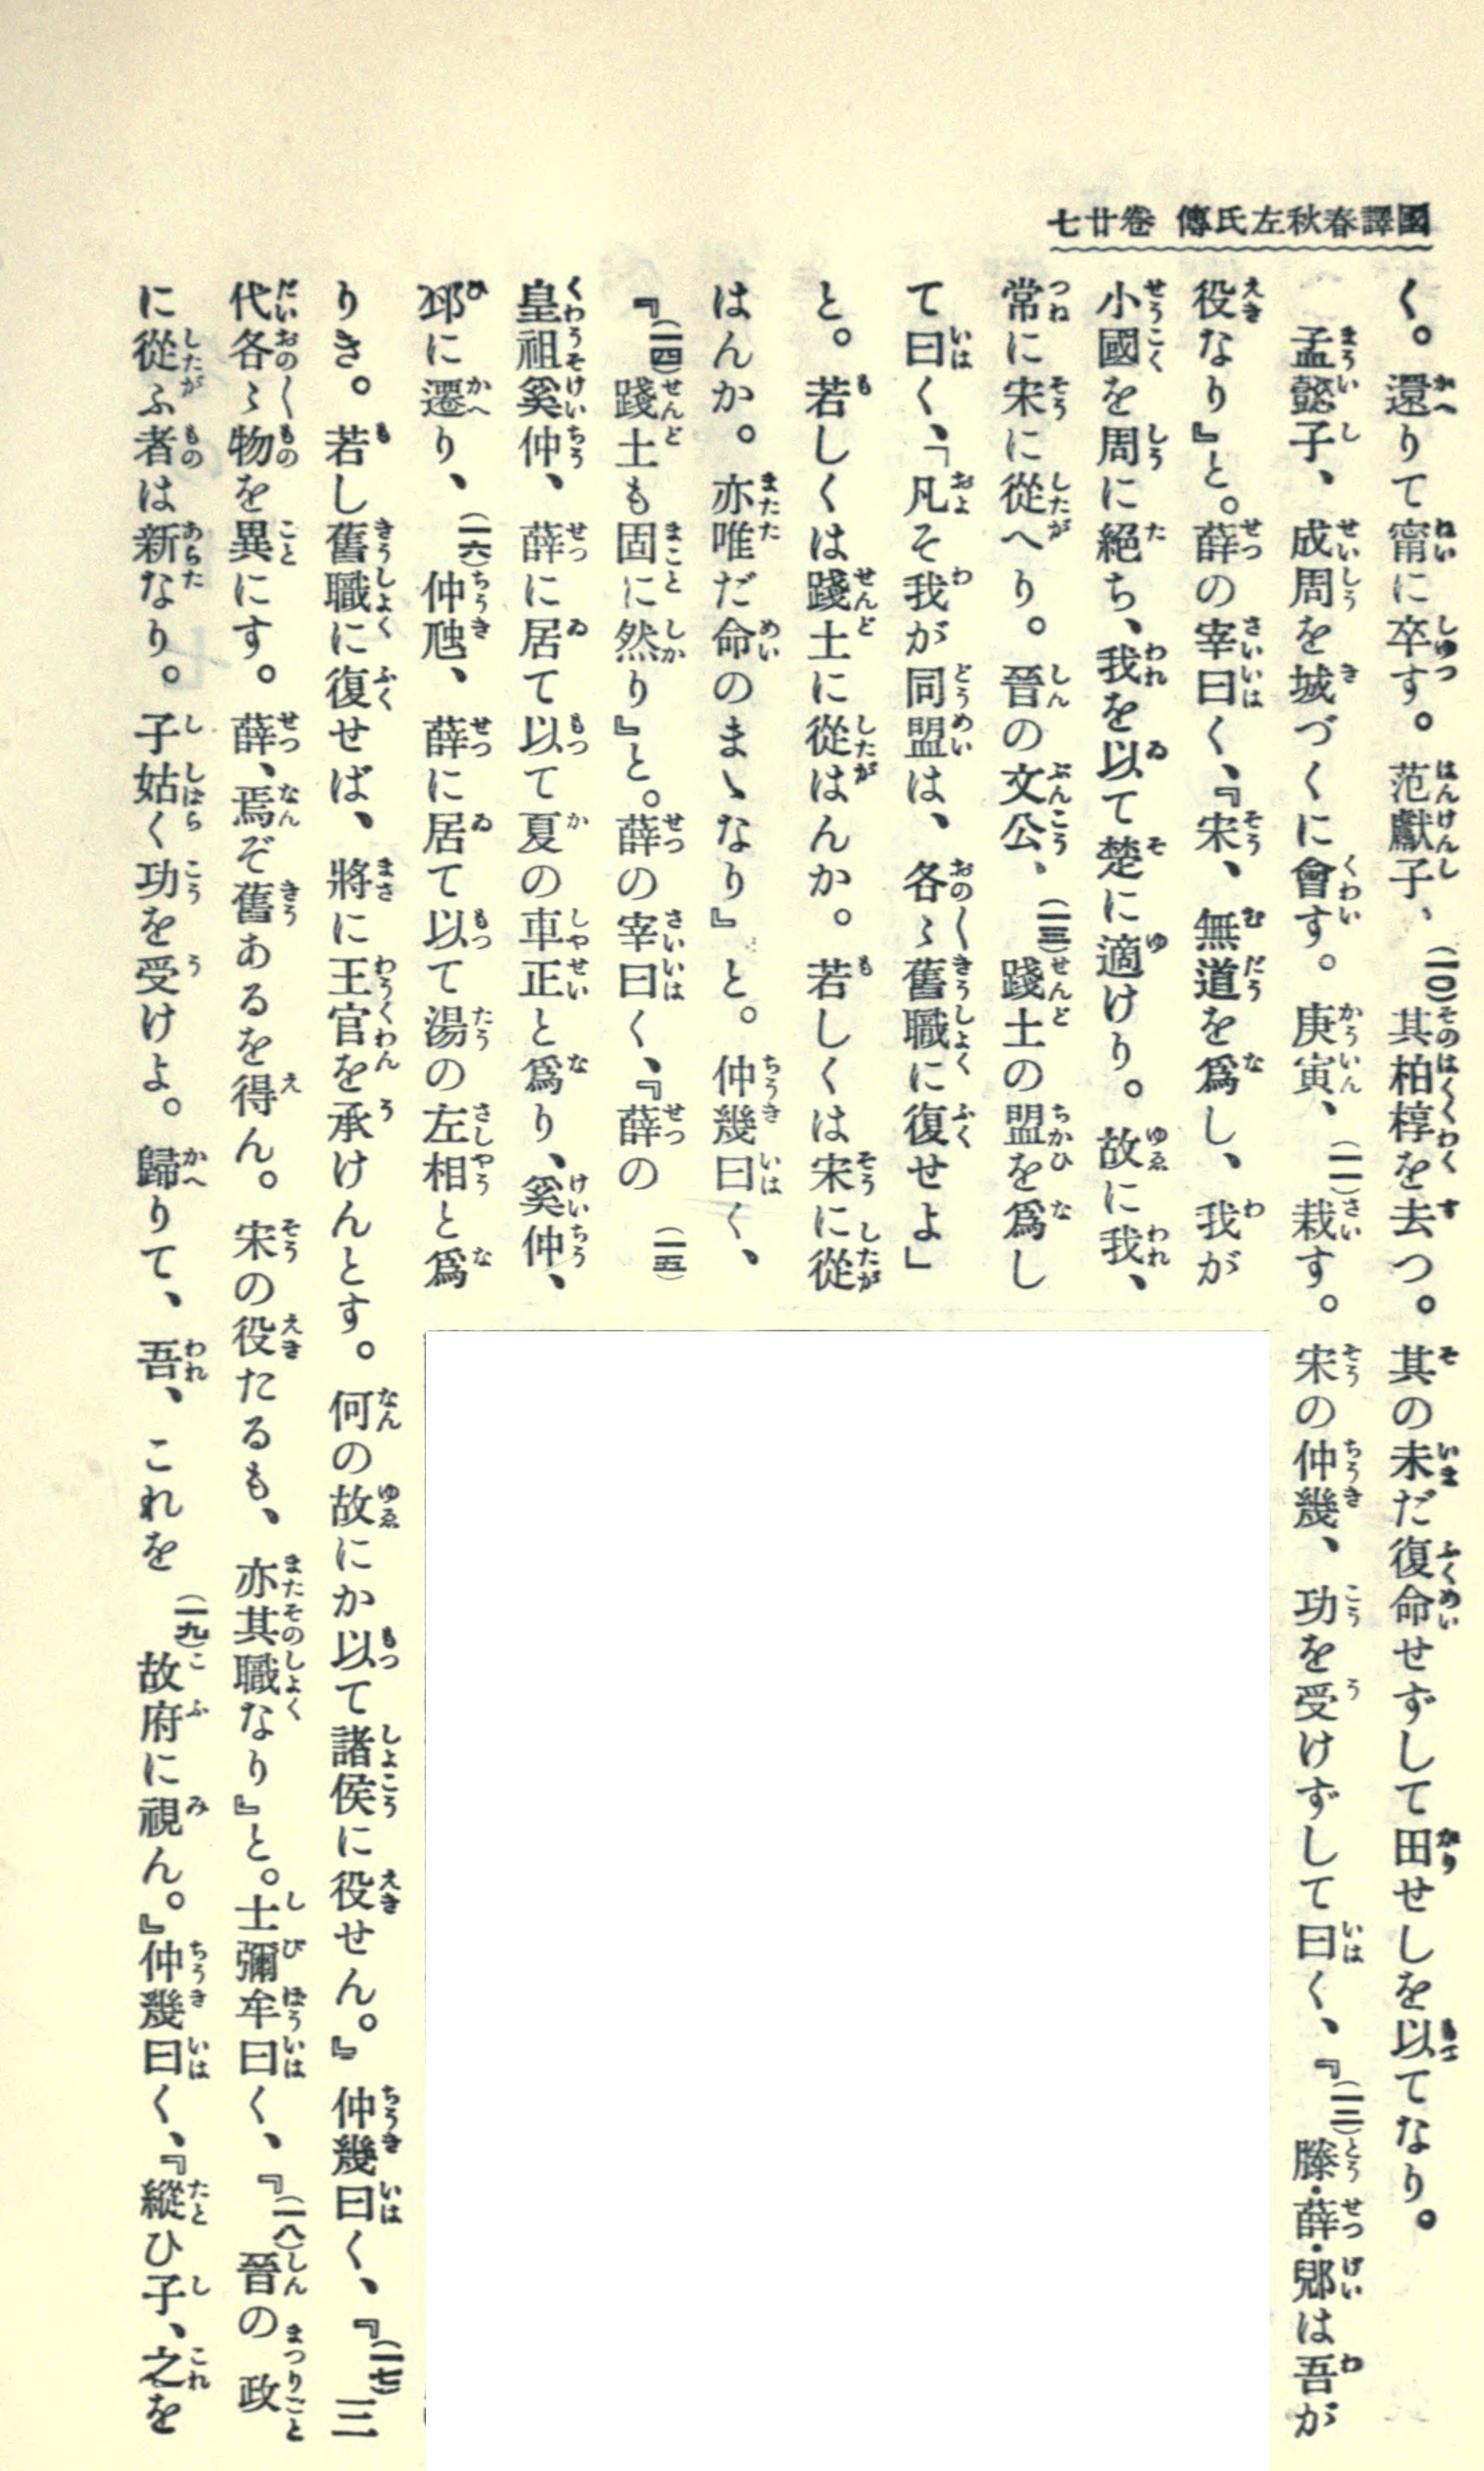 國譯春秋左氏傳 卷廿七
く。還りて甯に卒す。范獻子、(一〇)其柏椁を去つ。其の未だ復命せずして田せしを以てなり。
孟懿子、成周を城づくに會す。庚寅、(一一)栽す。宋の仲幾、功を受けずして曰く、『(一二)滕・薛・郳は吾が
役なり』と。薛の宰曰く、『宋、無道を爲し、我が
小國を周に絕ち、我を以て楚に適けり。故に我、
常に宋に從へり。晉の文公、(一三)踐土の盟を爲し
て曰く、「凡そ我が同盟は、各〻舊職に復せよ」
と。若しくは踐土に從はんか。若しくは宋に從
はんか。亦唯だ命のまゝなり』と。仲幾曰く、
『(一四)踐土も固に然り』と。薛の宰曰く、『薛の(一五)
皇祖奚仲、薛に居て以て夏の車正と爲り、奚仲、
邳に遷り、(一六)仲虺、薛に居て以て湯の左相と爲
りき。若し舊職に復せば、將に王官を承けんとす。何の故にか以て諸侯に役せん。』仲幾曰く、『(一七)三
代各〻物を異にす。薛、焉ぞ舊あるを得ん。宋の役たるも、亦其職なり』と。士彌牟曰く、『(一八)晉の政
に從ふ者は新なり。子姑く功を受けよ。歸りて、吾、これを(一九)故府に視ん。』仲幾曰く、『縱ひ子、之を